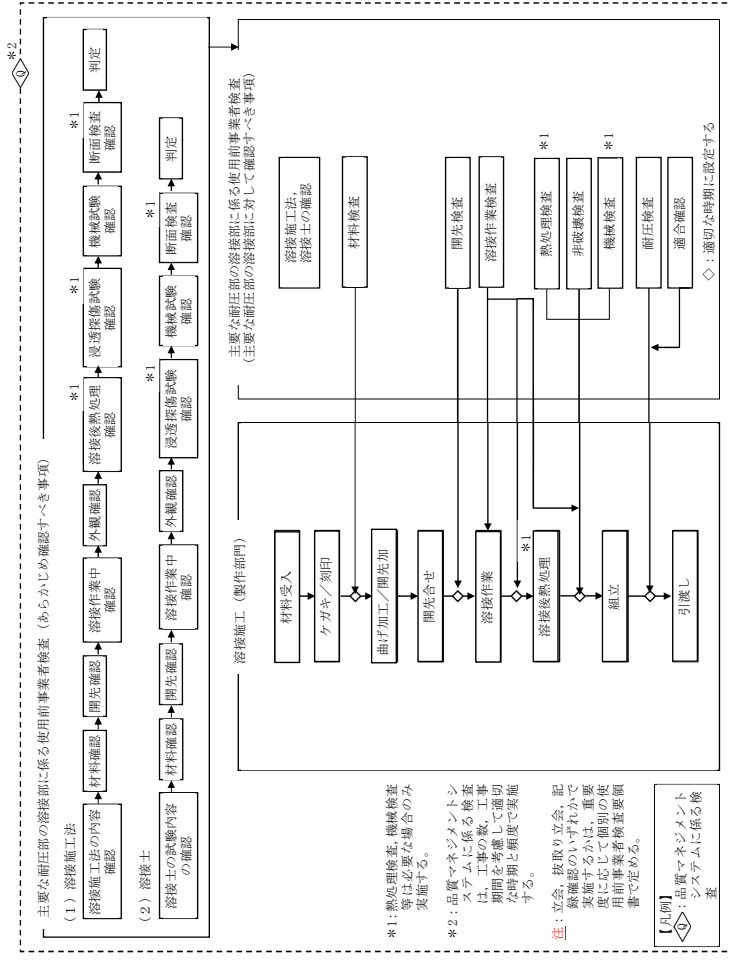 *2
Q
主要な耐圧部の溶接部に係る使用前事業者検査（あらかじめ確認すべき事項）
（１）溶接施工法
溶接施工法の内容
確認
材料確認
開先確認
溶接作業中
確認
外観確認
*1
溶接後熱処理
確認
*1
浸透探傷試験
確認
機械試験
確認
*1
断面検査
確認
判定
（２）溶接士
溶接士の試験内容
の確認
材料確認
開先確認
溶接作業中
確認
外観確認
*1
浸透探傷試験
確認
機械試験
確認
*1
断面検査
確認
判定
溶接施工（製作部門）
材料受入
ケガキ／刻印
曲げ加工／開先加
開先合せ
溶接作業
*1
溶接後熱処理
組立
引渡し
主要な耐圧部の溶接部に係る使用前事業者検査
(主要な耐圧部の溶接部に対して確認すべき事項)
溶接施工法，
溶接士の確認
材料検査
開先検査
溶接作業検査
熱処理検査
*1
非破壊検査
機械検査
*1
耐圧検査
適合確認
◇：適切な時期に設定する
*1：熱処理検査,機械検査
等は必要な場合のみ
実施する。
*2：品質マネジメントシ
ステムに係る検査
は，工事の数，工事
期間を考慮して適切
な時期と頻度で実施
する。
注：立会，抜取り立会，記
録確認のいずれかで
実施するかは，重要
度に応じて個別の使
用前事業者検査要領
書で定める。
【凡例】
Q：品質マネジメント
システムに係る検
査